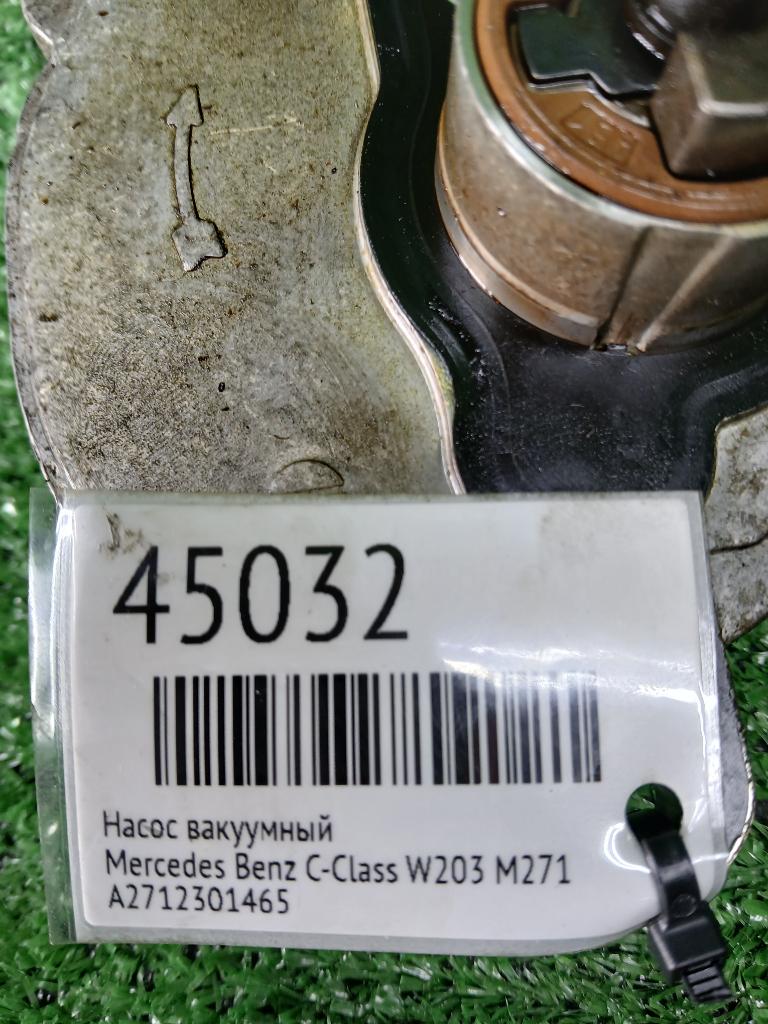 45032
Насос вакуумный
Mercedes Benz C-Class W203 M271
A2712301465